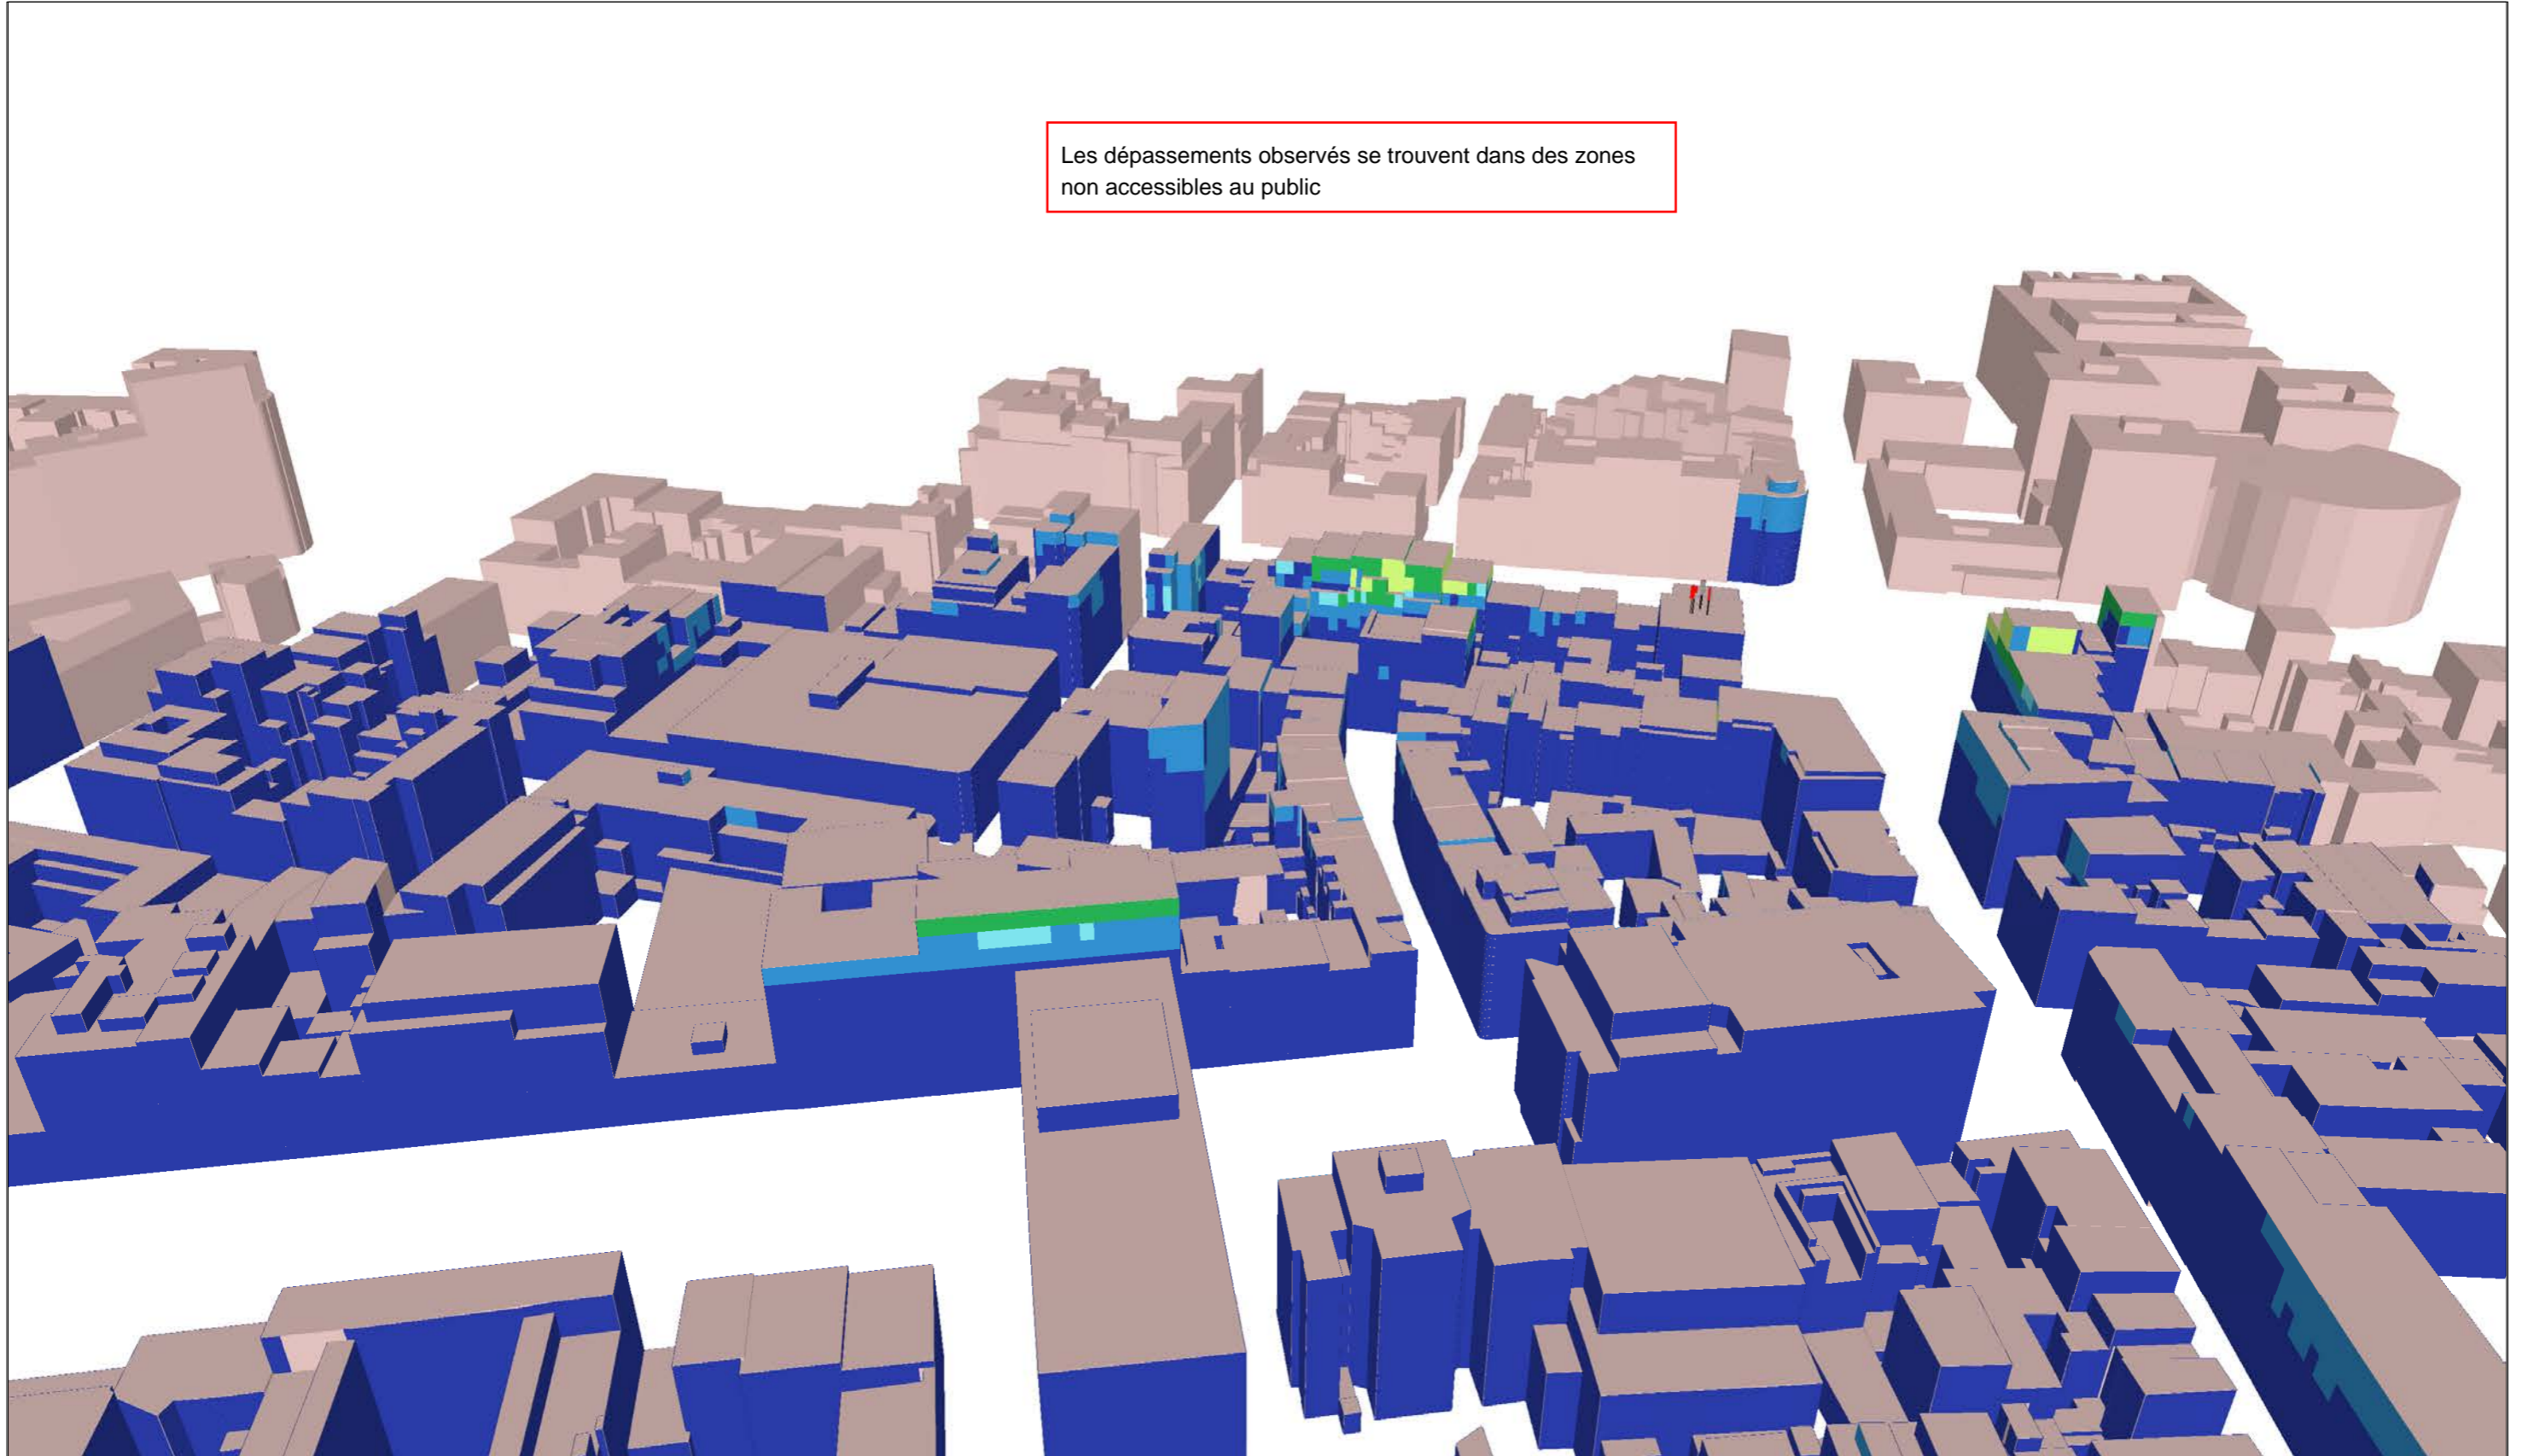 Les dépassements observés se trouvent dans des zones
non accessibles au public